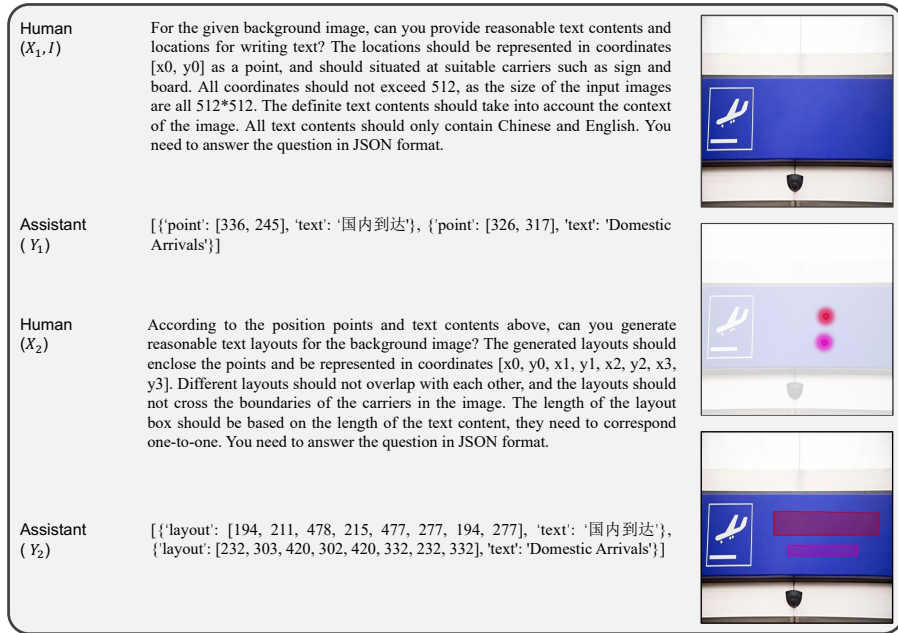 Human
(X₁, I)
For the given background image, can you provide reasonable text contents and
locations for writing text? The locations should be represented in coordinates
[x0, y0] as a point, and should situated at suitable carriers such as sign and
board. All coordinates should not exceed 512, as the size of the input images
are all 512*512. The definite text contents should take into account the context
of the image. All text contents should only contain Chinese and English. You
need to answer the question in JSON format.
Assistant
( Y₁)
[{'point': [336, 245], 'text': '国内到达'}, {'point': [326, 317], 'text': 'Domestic
Arrivals'}]
Human
(X₂)
According to the position points and text contents above, can you generate
reasonable text layouts for the background image? The generated layouts should
enclose the points and be represented in coordinates [x0, y0, x1, y1, x2, y2, x3,
y3]. Different layouts should not overlap with each other, and the layouts should
not cross the boundaries of the carriers in the image. The length of the layout
box should be based on the length of the text content, they need to correspond
one-to-one. You need to answer the question in JSON format.
Assistant
( Y₂)
[{'layout': [194, 211, 478, 215, 477, 277, 194, 277], 'text': '国内到达'},
{'layout': [232, 303, 420, 302, 420, 332, 232, 332], 'text': 'Domestic Arrivals'}]